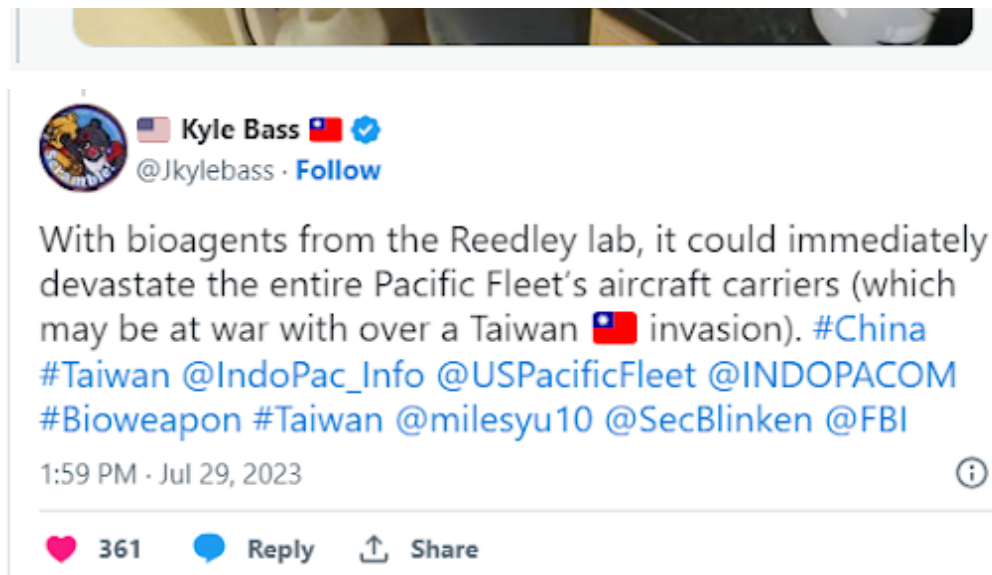 🇺🇸 Kyle Bass 🇹🇼
@Jkylebass · Follow
With bioagents from the Reedley lab, it could immediately
devastate the entire Pacific Fleet's aircraft carriers (which
may be at war with over a Taiwan 🇹🇼 invasion). #China
#Taiwan @IndoPac_Info @USPacificFleet @INDOPACOM
#Bioweapon #Taiwan @milesyu10 @SecBlinken @FBI
1:59 PM · Jul 29, 2023
361 Reply Share